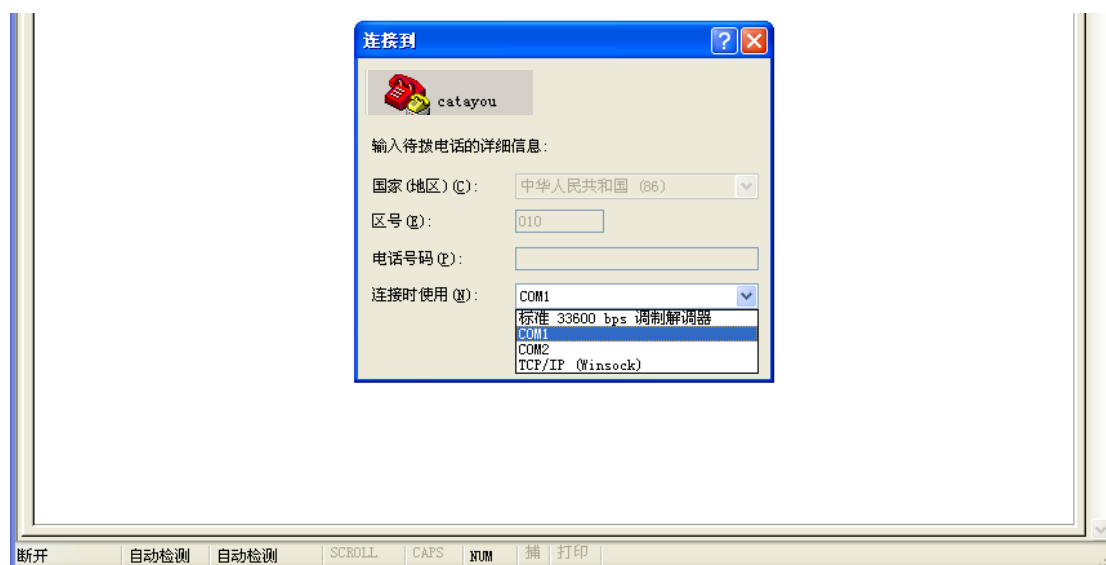 连接到
catayou
输入待拨电话的详细信息:
国家(地区)(C): 中华人民共和国 (86)
区号(E): 010
电话号码(P):
连接时使用(N): COM1
标准 33600 bps 调制解调器
COM1
COM2
TCP/IP (Winsock)
断开 自动检测 自动检测 SCROLL CAPS NUM 捕 打印